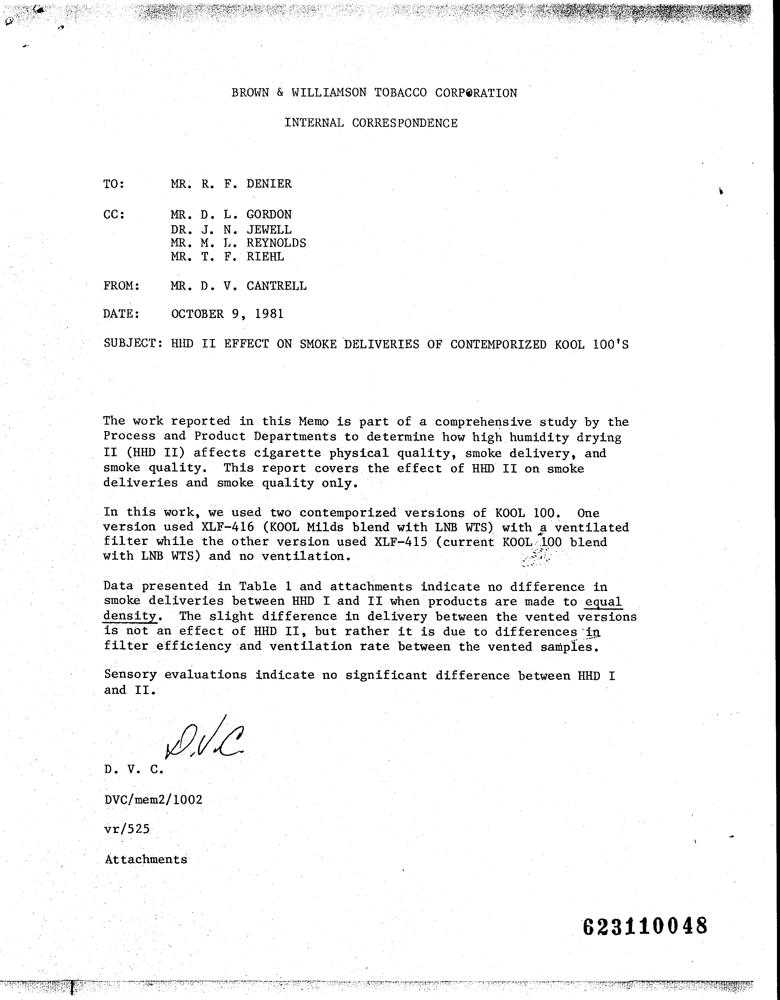 BROWN & WILLIAMSON TOBACCO CORPORATION
INTERNAL CORRESPONDENCE
TO: MR. R. F. DENIER
CC: MR. D. L. GORDON
DR. J. N. JEWELL
MR. M. L. REYNOLDS
MR. T. F. RIEHL
FROM: MR. D. V. CANTRELL
DATE: OCTOBER 9, 1981
SUBJECT: HHD II EFFECT ON SMOKE DELIVERIES OF CONTEMPORIZED KOOL 100'S
The work reported in this Memo is part of a comprehensive study by the
Process and Product Departments to determine how high humidity drying
II (HHD II) affects cigarette physical quality, smoke delivery, and
smoke quality. This report covers the effect of HHD II on smoke
deliveries and smoke quality only.
In this work, we used two contemporized versions of KOOL 100. One
version used XLF-416 (KOOL Milds blend with LNB WTS) with a ventilated
filter while the other version used XLF-415 (current KOOL 100 blend
with LNB WTS) and no ventilation.
Data presented in Table 1 and attachments indicate no difference in
smoke deliveries between HHD I and II when products are made to equal
density. The slight difference in delivery between the vented versions
is not an effect of HHD II, but rather it is due to differences in
filter efficiency and ventilation rate between the vented samples.
Sensory evaluations indicate no significant difference between HHD I
and II.
D.V.C.
D. V. C.
DVC/mem2/1002
vr/525
Attachments
623110048